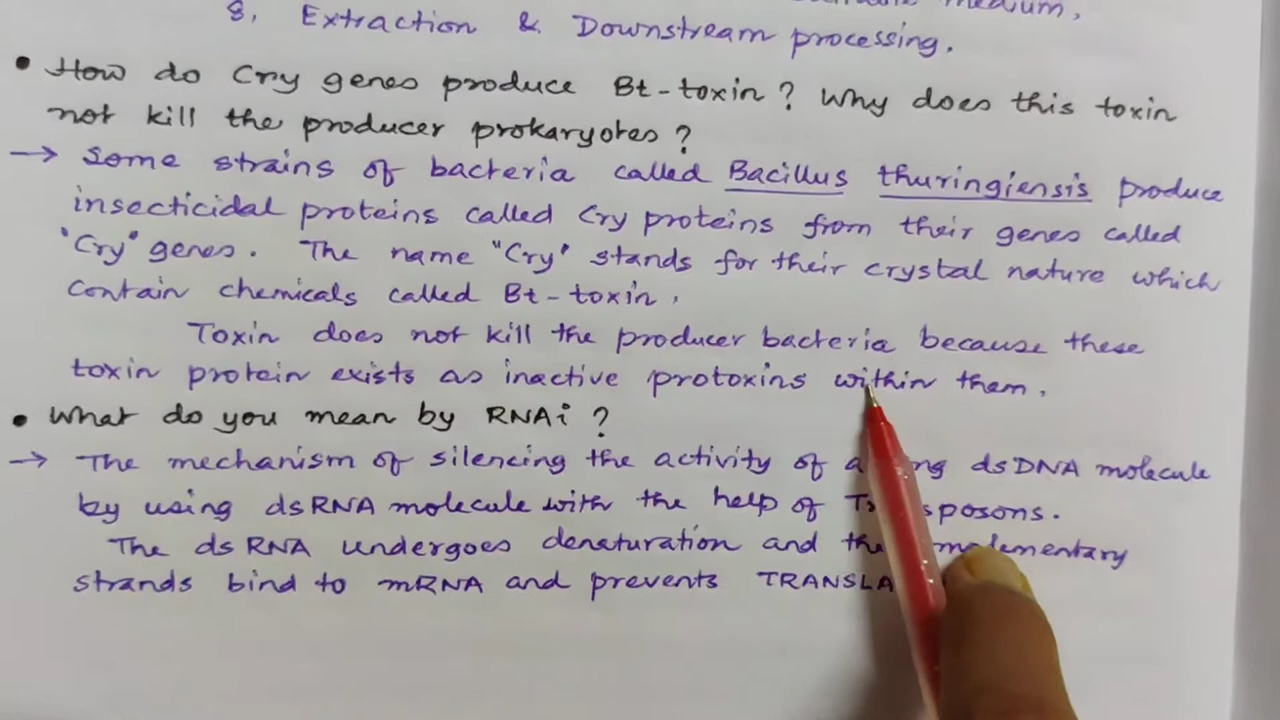 medium,
8. Extraction & Downstream processing.
• How do Cry genes produce Bt-toxin? Why does this toxin
not kill the producer prokaryotes?
→ Some strains of bacteria called Bacillus thuringiensis produce
insecticidal proteins called Cry proteins from their genes called
"Cry" genes. The name "Cry" stands for their crystal nature which
contain chemicals called Bt-toxin.
Toxin does not kill the producer bacteria because these
toxin protein exists as inactive protoxins within them.
• What do you mean by RNAi?
→ The mechanism of silencing the activity of a dsDNA molecule
by using dsRNA molecule with the help of
The dsRNA undergoes denaturation and the
strands bind to mRNA and prevents